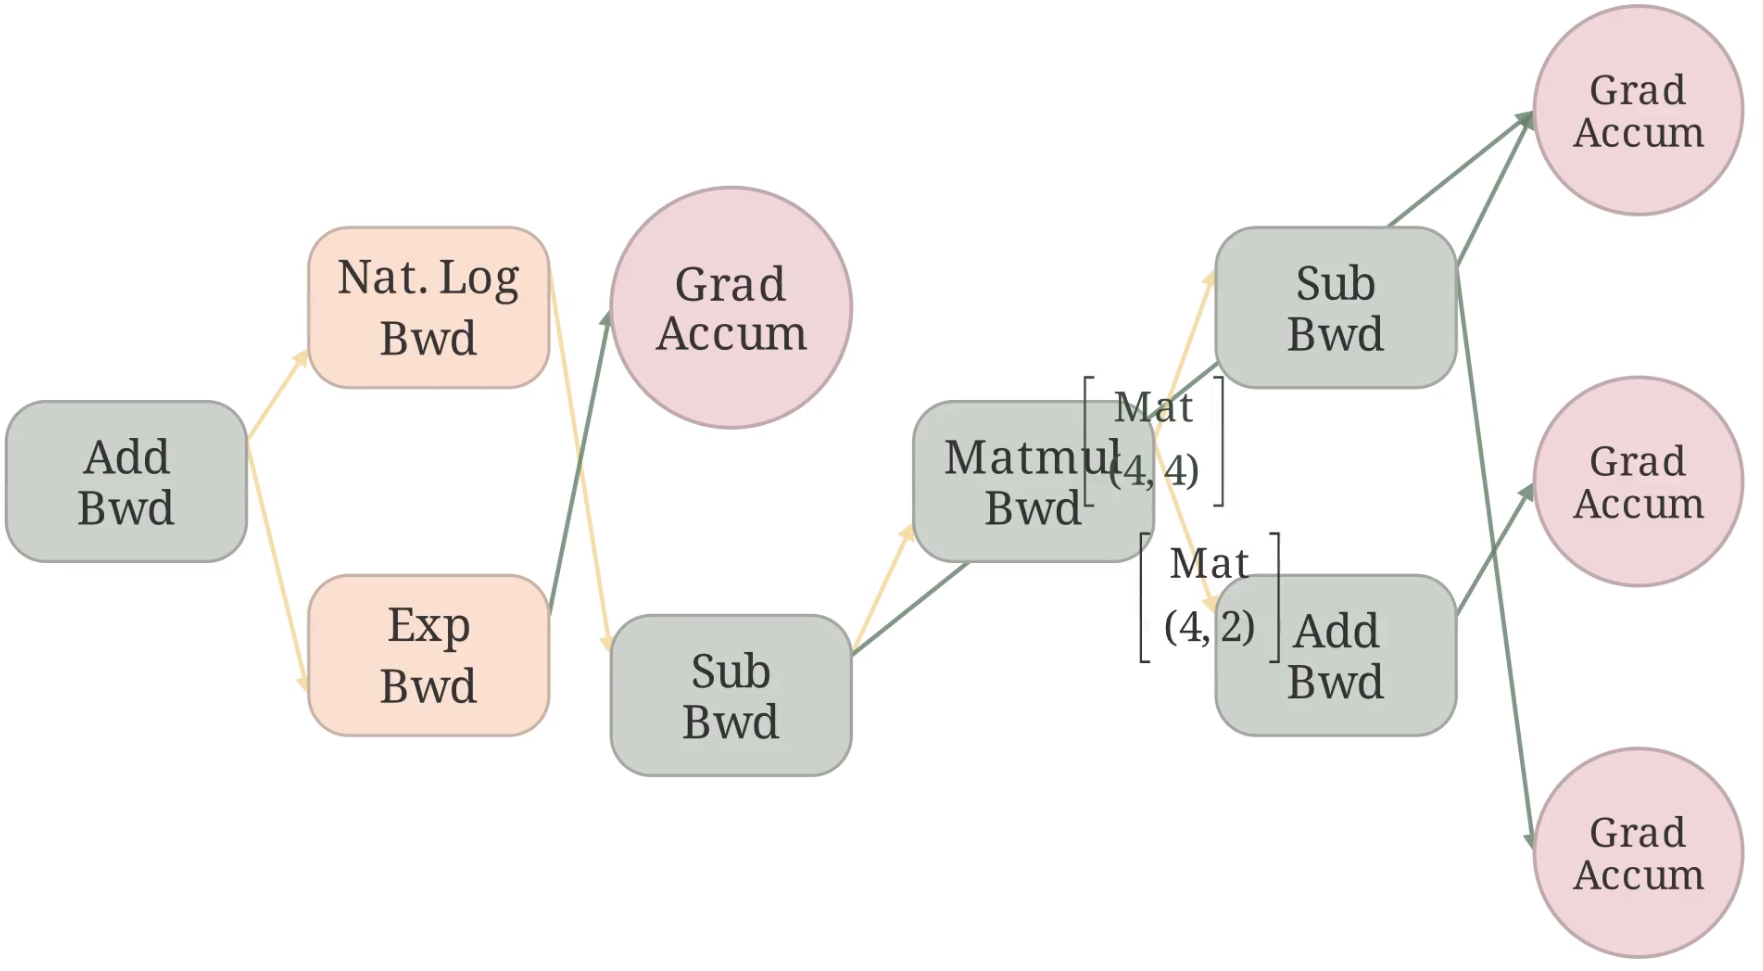 Add
Bwd
Nat. Log
Bwd
Exp
Bwd
Grad
Accum
Sub
Bwd
Matmul
Bwd
Mat
(4, 4)
Mat
(4, 2)
Sub
Bwd
Add
Bwd
Grad
Accum
Grad
Accum
Grad
Accum